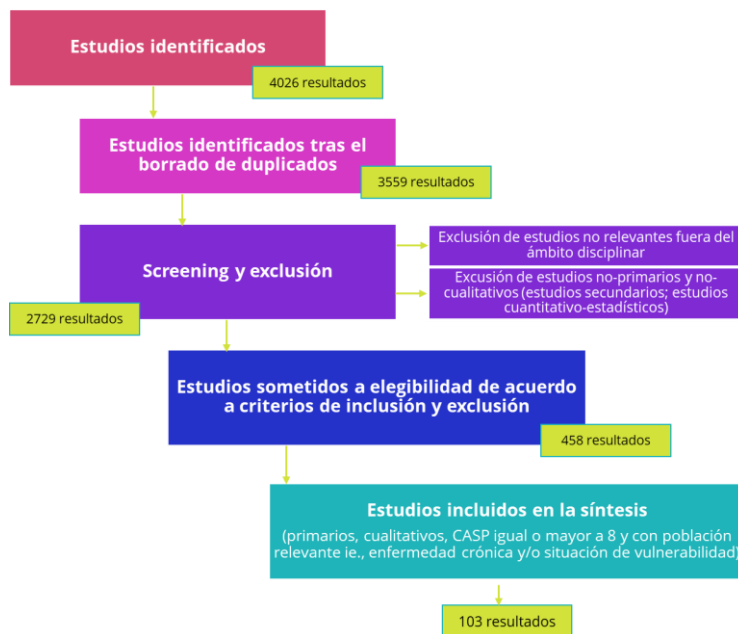 Estudios identificados
4026 resultados
Estudios identificados tras el
borrado de duplicados
3559 resultados
Screening y exclusión
2729 resultados
Exclusión de estudios no relevantes fuera del
ámbito disciplinar
Excusión de estudios no-primarios y no-
cualitativos (estudios secundarios; estudios
cuantitativo-estadísticos)
Estudios sometidos a elegibilidad de acuerdo
a criterios de inclusión y exclusión
458 resultados
Estudios incluidos en la síntesis
(primarios, cualitativos, CASP igual o mayor a 8 y con población
relevante ie., enfermedad crónica y/o situación de vulnerabilidad)
103 resultados